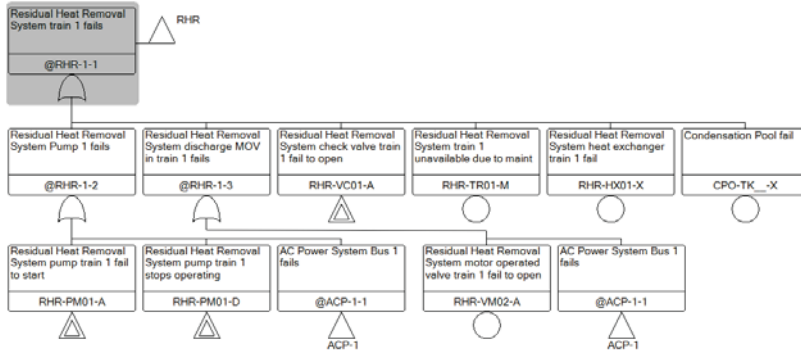 Residual Heat Removal
System train 1 fails
@RHR-1-1
RHR
Residual Heat Removal
System Pump 1 fails
@RHR-1-2
Residual Heat Removal
System discharge MOV
in train 1 fails
@RHR-1-3
Residual Heat Removal
System check valve train
1 fail to open
RHR-VC01-A
Residual Heat Removal
System train 1
unavailable due to maint
RHR-TR01-M
Residual Heat Removal
System heat exchanger
train 1 fail
RHR-HX01-X
Condensation Pool fail
CPO-TK__-X
Residual Heat Removal
System pump train 1 fail
to start
RHR-PM01-A
Residual Heat Removal
System pump train 1
stops operating
RHR-PM01-D
AC Power System Bus 1
fails
@ACP-1-1
ACP-1
Residual Heat Removal
System motor operated
valve train 1 fail to open
RHR-VM02-A
AC Power System Bus 1
fails
@ACP-1-1
ACP-1